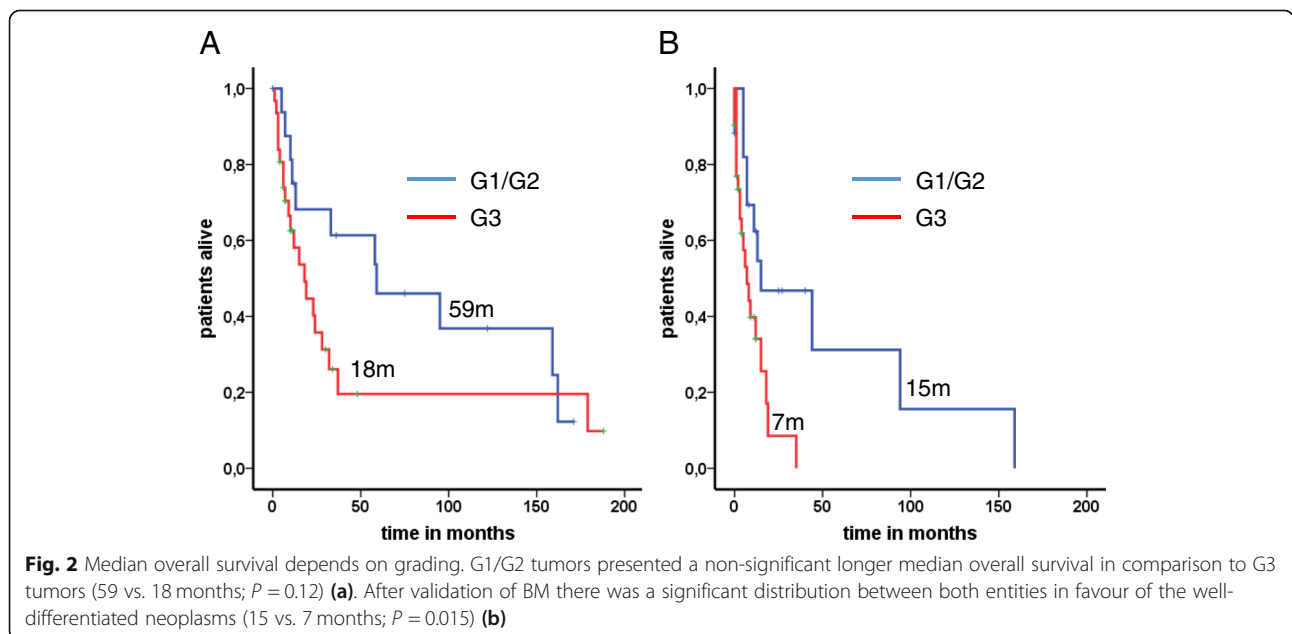 A
B
1,0
0,8
0,6
0,4
0,2
0,0
patients alive
G1/G2
G3
59m
18m
0
50
100
150
200
time in months
1,0
0,8
0,6
0,4
0,2
0,0
patients alive
G1/G2
G3
15m
7m
0
50
100
150
200
time in months
Fig. 2 Median overall survival depends on grading. G1/G2 tumors presented a non-significant longer median overall survival in comparison to G3
tumors (59 vs. 18 months; P = 0.12) (a). After validation of BM there was a significant distribution between both entities in favour of the well-
differentiated neoplasms (15 vs. 7 months; P = 0.015) (b)